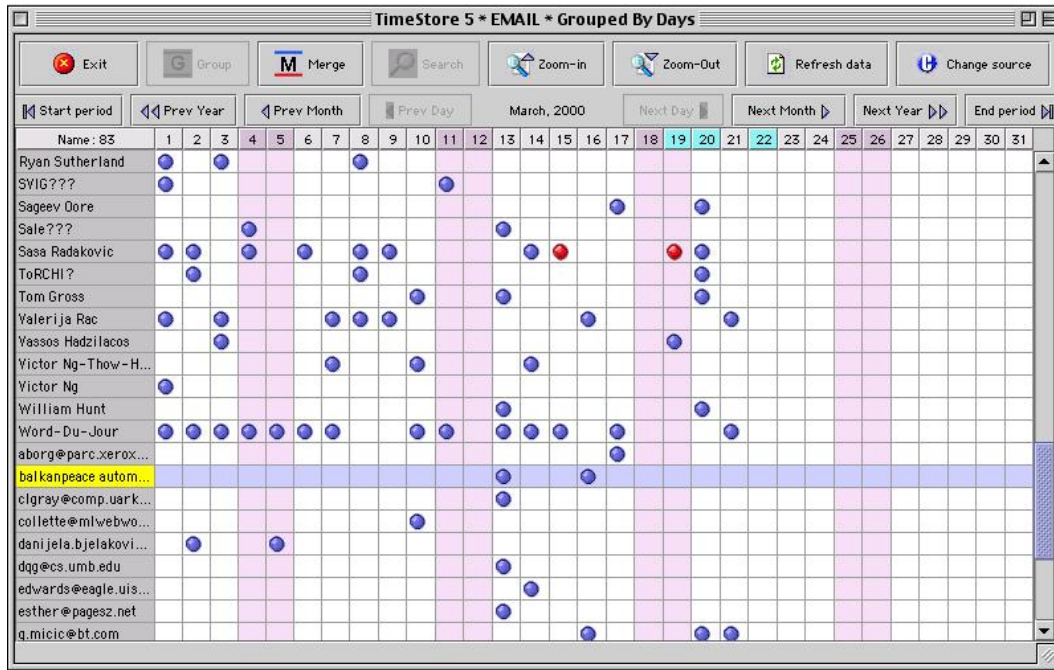 TimeStore 5 * EMAIL * Grouped By Days
Exit G Group M Merge Search Zoom-in Zoom-Out Refresh data Change source
Start period Prev Year Prev Month Prev Day March, 2000 Next Day Next Month Next Year End period
Name : 83 1 2 3 4 5 6 7 8 9 10 11 12 13 14 15 16 17 18 19 20 21 22 23 24 25 26 27 28 29 30 31
Ryan Sutherland
SVIG???
Sageev Oore
Sale???
Sasa Radakovic
ToRCHI?
Tom Gross
Valerija Rac
Vassos Hadzilacos
Victor Ng-Thow-H...
Victor Ng
William Hunt
Word-Du-Jour
aborg@parc.xerox...
balkanpeace autom...
clgray@comp.uark...
collette@mlwebwo...
danijela.bjelakovi...
dqg@cs.umb.edu
edwards@eagle.uis...
esther@pagesz.net
g.micic@bt.com